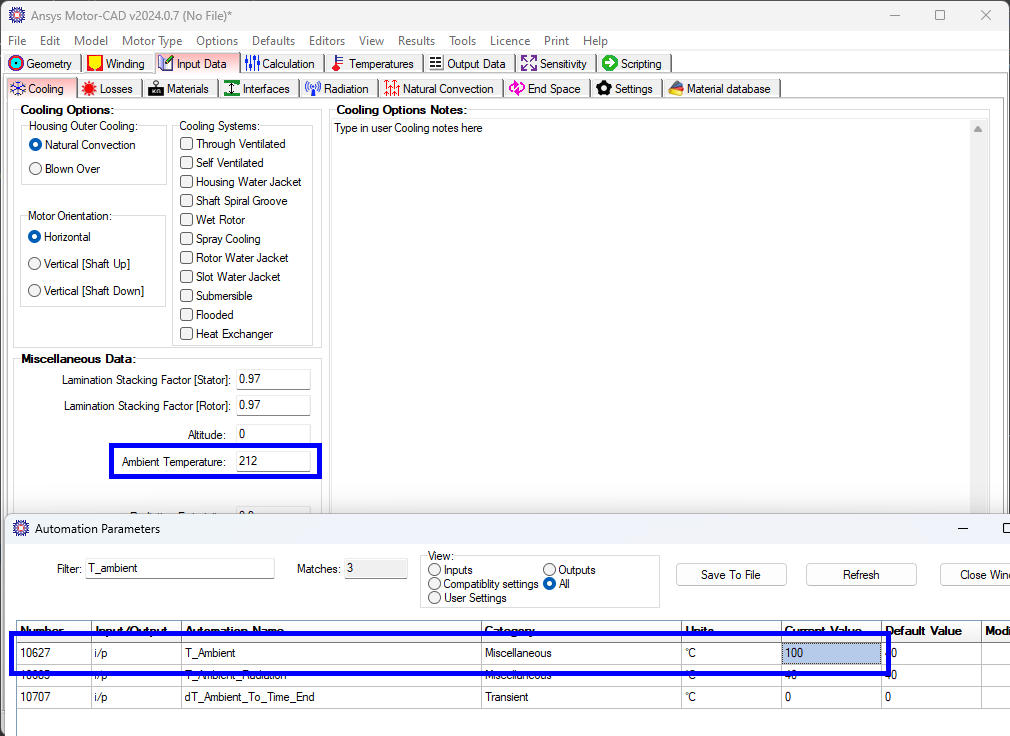 Ansys Motor-CAD v2024.0.7 (No File)*
File Edit Model Motor Type Options Defaults Editors View Results Tools Licence Print Help
Geometry Winding Input Data Calculation Temperatures Output Data Sensitivity Scripting
Cooling Losses Materials Interfaces Radiation Natural Convection End Space Settings Material database
Cooling Options:
Housing Outer Cooling:
Natural Convection
Blown Over
Motor Orientation:
Horizontal
Vertical [Shaft Up]
Vertical [Shaft Down]
Cooling Systems:
Through Ventilated
Self Ventilated
Housing Water Jacket
Shaft Spiral Groove
Wet Rotor
Spray Cooling
Rotor Water Jacket
Slot Water Jacket
Submersible
Flooded
Heat Exchanger
Cooling Options Notes:
Type in user Cooling notes here
Miscellaneous Data:
Lamination Stacking Factor [Stator]: 0.97
Lamination Stacking Factor [Rotor]: 0.97
Altitude: 0
Ambient Temperature: 212
Automation Parameters
Filter: T_ambient Matches: 3
View:
Inputs Outputs
Compatiblity settings All
User Settings
Save To File Refresh Close Win
Number Input/Output Automation Name Category Units Current Value Default Value Modi
10627 i/p T_Ambient Miscellaneous °C 100
T_Ambient_Radiation Miscellaneous °C 40 40
10707 i/p dT_Ambient_To_Time_End Transient °C 0 0